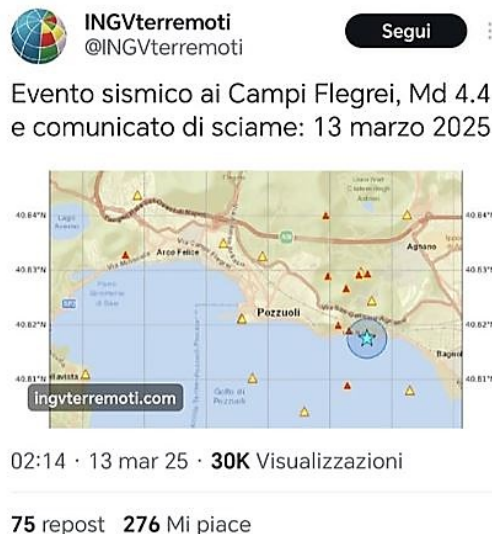 INGVterremoti
Segui
@INGVterremoti
Evento sismico ai Campi Flegrei, Md 4.4
e comunicato di sciame: 13 marzo 2025
40.84°N
40.84°N
Lago
Averno
Agnano
Arco Felice
Via Miliscola
40.83°N
40.83°N
Pozzuoli
40.82°N
40.82°N
40.81°N
40.81°N
Golfo di
Pozzuoli
ingvterremoti.com
02:14 · 13 mar 25 · 30K Visualizzazioni
75 repost 276 Mi piace